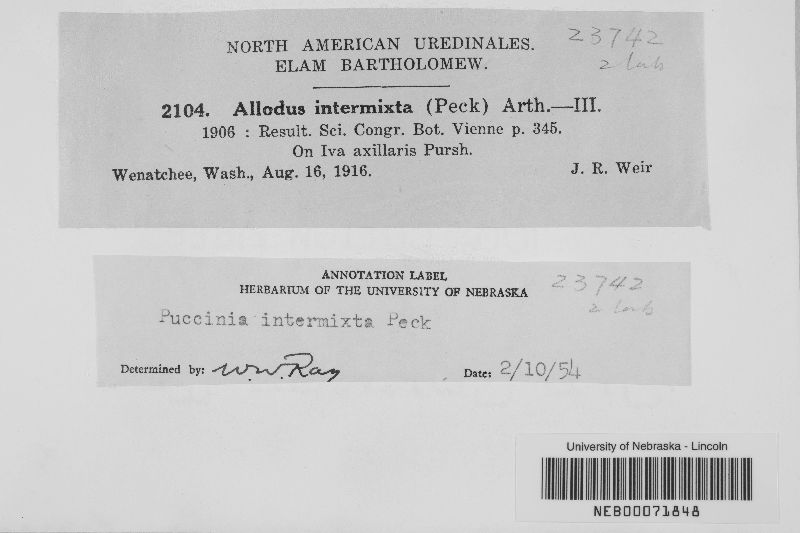 NORTH AMERICAN UREDINALES.
ELAM BARTHOLOMEW.
23742
2 lab
2104. Allodus intermixta (Peck) Arth.—III.
1906 : Result. Sci. Congr. Bot. Vienne p. 345.
On Iva axillaris Pursh.
Wenatchee, Wash., Aug. 16, 1916. J. R. Weir
ANNOTATION LABEL
HERBARIUM OF THE UNIVERSITY OF NEBRASKA
23742
2 lab
Puccinia intermixta Peck
Determined by: W.W. Ray Date: 2/10/54
University of Nebraska - Lincoln
NEB00071848